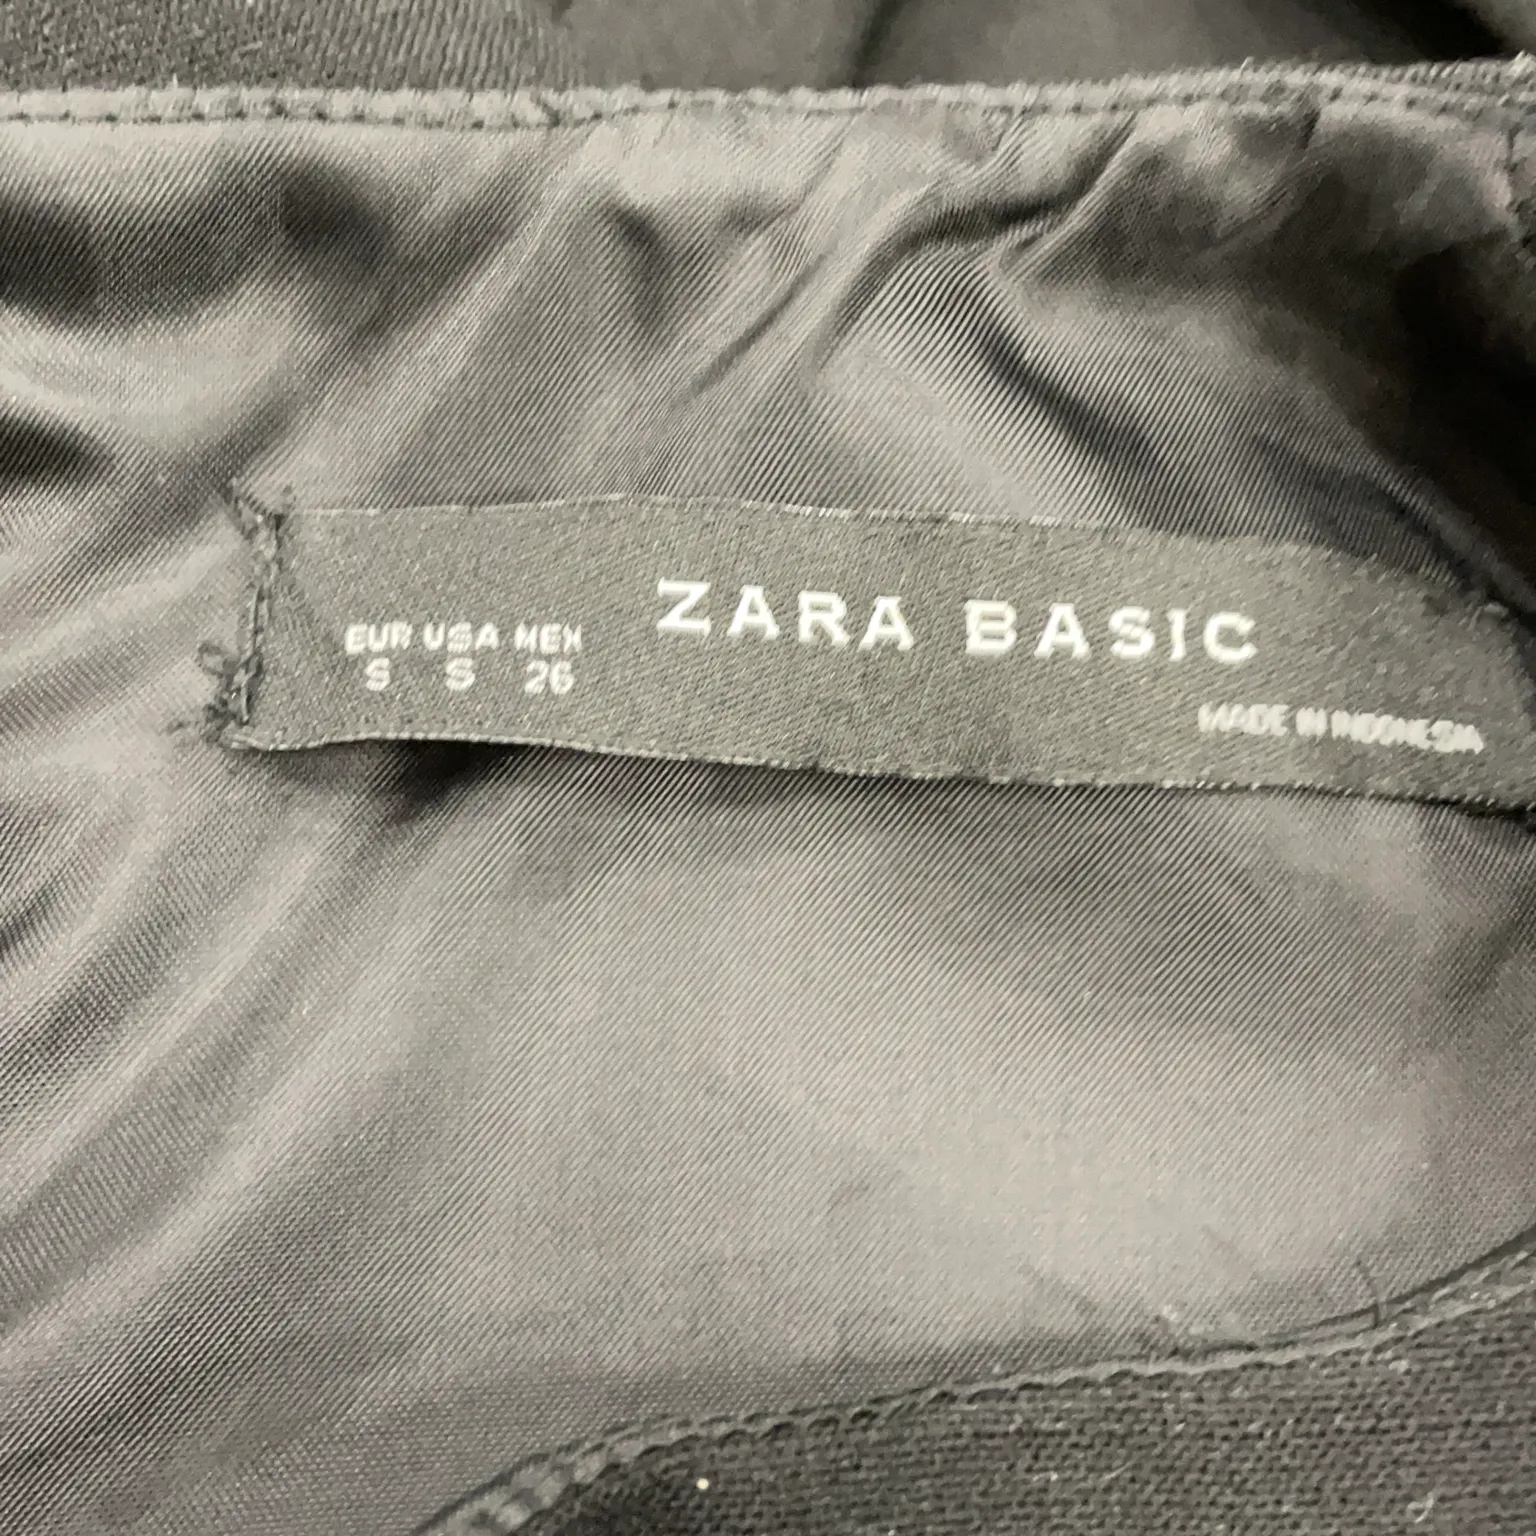 ZARA BASIC
EUR USA MEX
S S 26
MADE IN INDONESIA